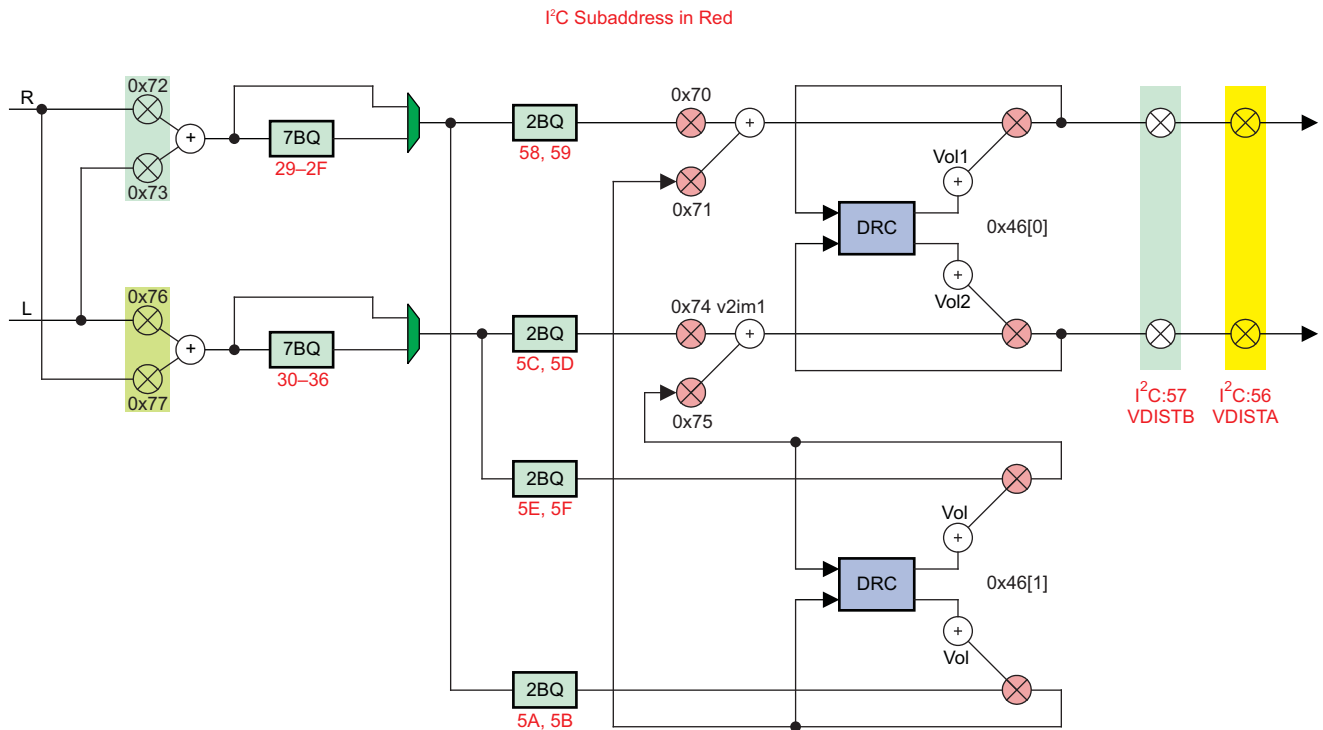 I²C Subaddress in Red
R
0x72
+
7BQ
29–2F
0x73
2BQ
58, 59
0x70
+
0x71
Vol1
+
DRC
0x46[0]
+
Vol2
L
0x76
+
7BQ
30–36
0x77
2BQ
5C, 5D
0x74 v2im1
+
0x75
I²C:57
VDISTB
I²C:56
VDISTA
2BQ
5E, 5F
Vol
+
DRC
0x46[1]
+
Vol
2BQ
5A, 5B